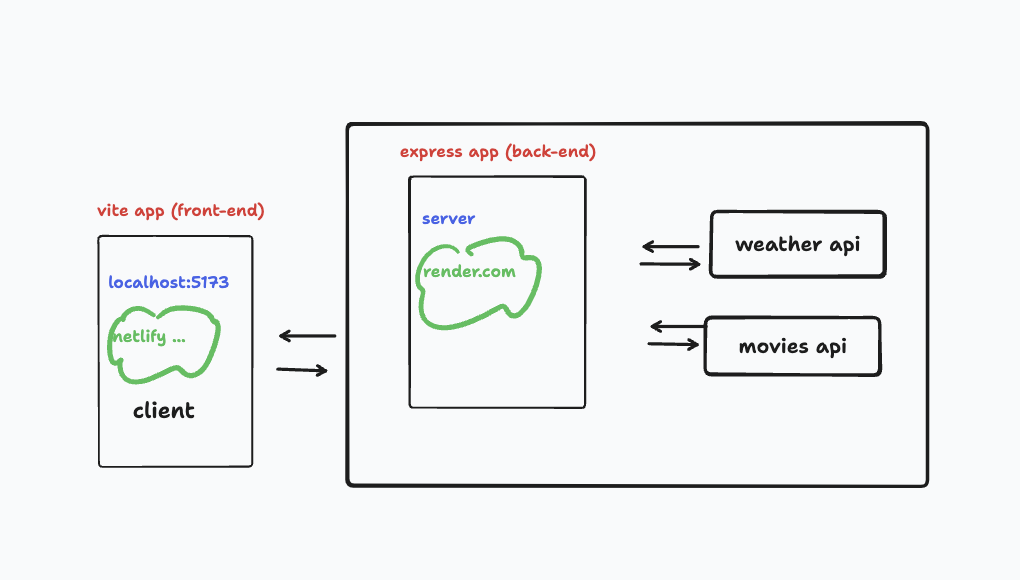 express app (back-end)
vite app (front-end)
server
localhost:5173
render.com
netlify ...
client
weather api
movies api